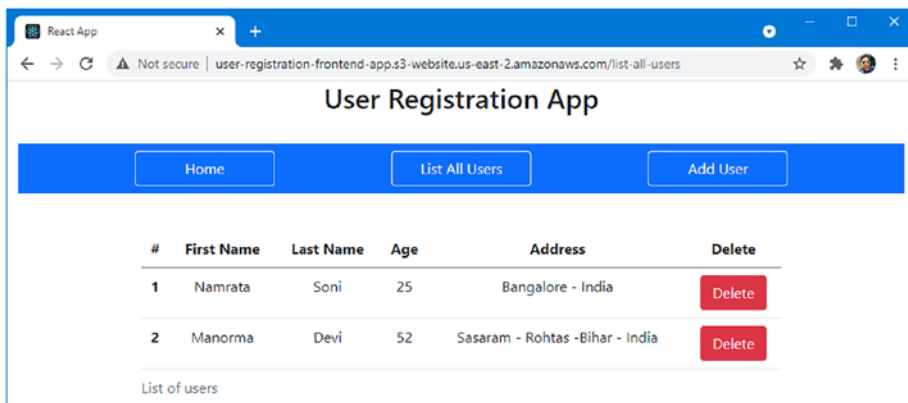 React App
Not secure | user-registration-frontend-app.s3-website.us-east-2.amazonaws.com/list-all-users
User Registration App
Home List All Users Add User
# First Name Last Name Age Address Delete
1 Namrata Soni 25 Bangalore - India Delete
2 Manorma Devi 52 Sasaram - Rohtas -Bihar - India Delete
List of users